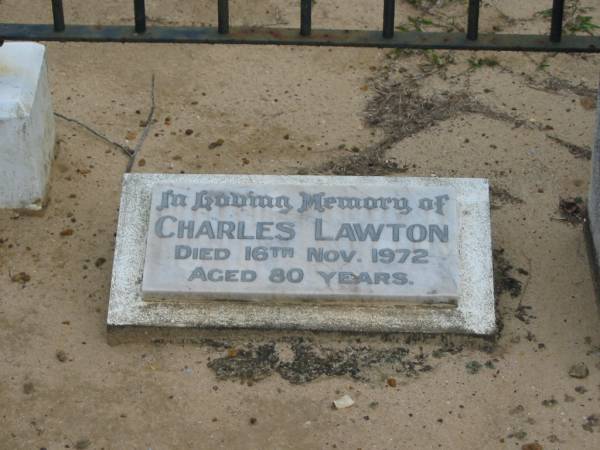 In Loving Memory of
CHARLES LAWTON
DIED 16TH NOV. 1972
AGED 80 YEARS.